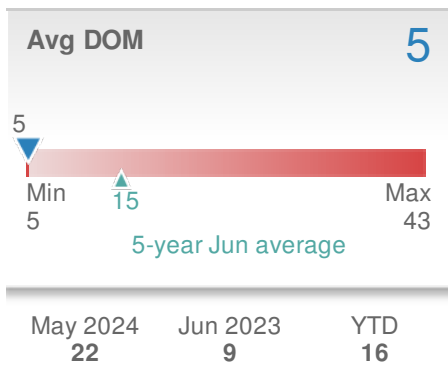 Avg DOM 5
5
Min Max
15
5 43
5-year Jun average
May 2024 Jun 2023 YTD
22 9 16